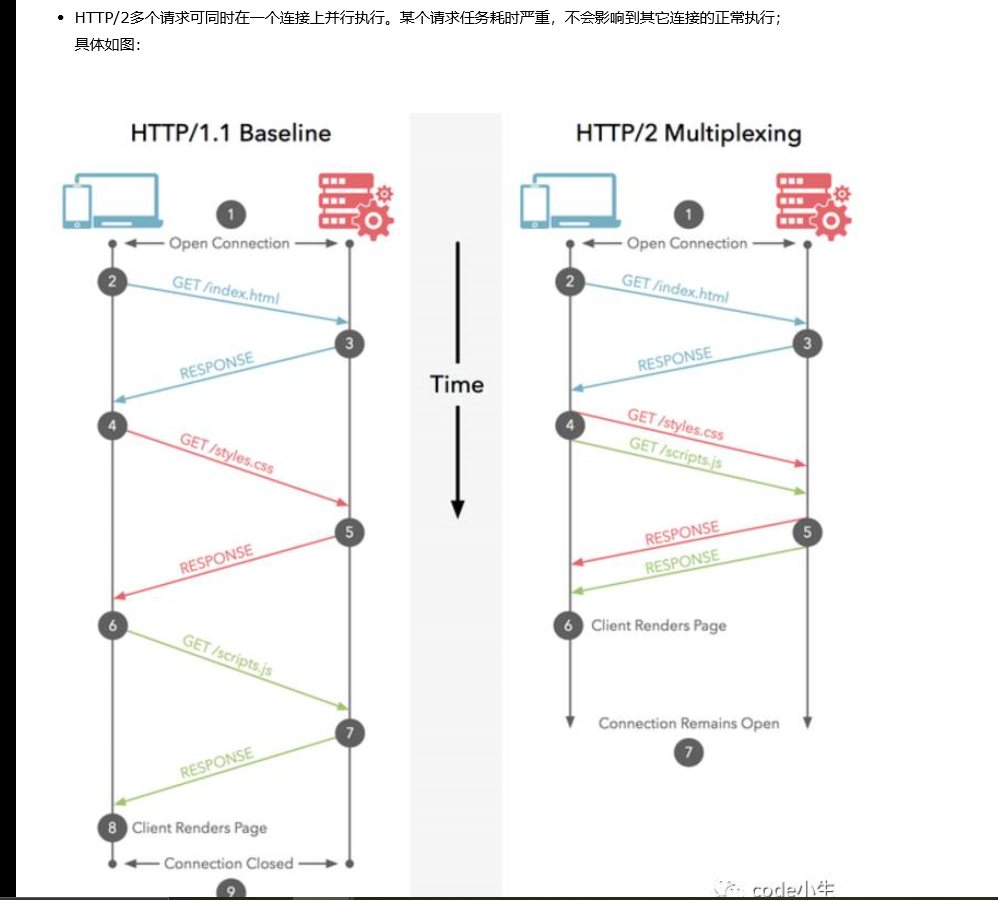 HTTP/2多个请求可同时在一个连接上并行执行。某个请求任务耗时严重，不会影响到其它连接的正常执行；
具体如图：
HTTP/1.1 Baseline
1
Open Connection
2
GET /index.html
3
RESPONSE
4
GET /styles.css
5
RESPONSE
6
GET /scripts.js
7
RESPONSE
8 Client Renders Page
Connection Closed
9
Time
HTTP/2 Multiplexing
1
Open Connection
2
GET /index.html
3
RESPONSE
4
GET /styles.css
GET /scripts.js
5
RESPONSE
RESPONSE
6 Client Renders Page
Connection Remains Open
7
code小生